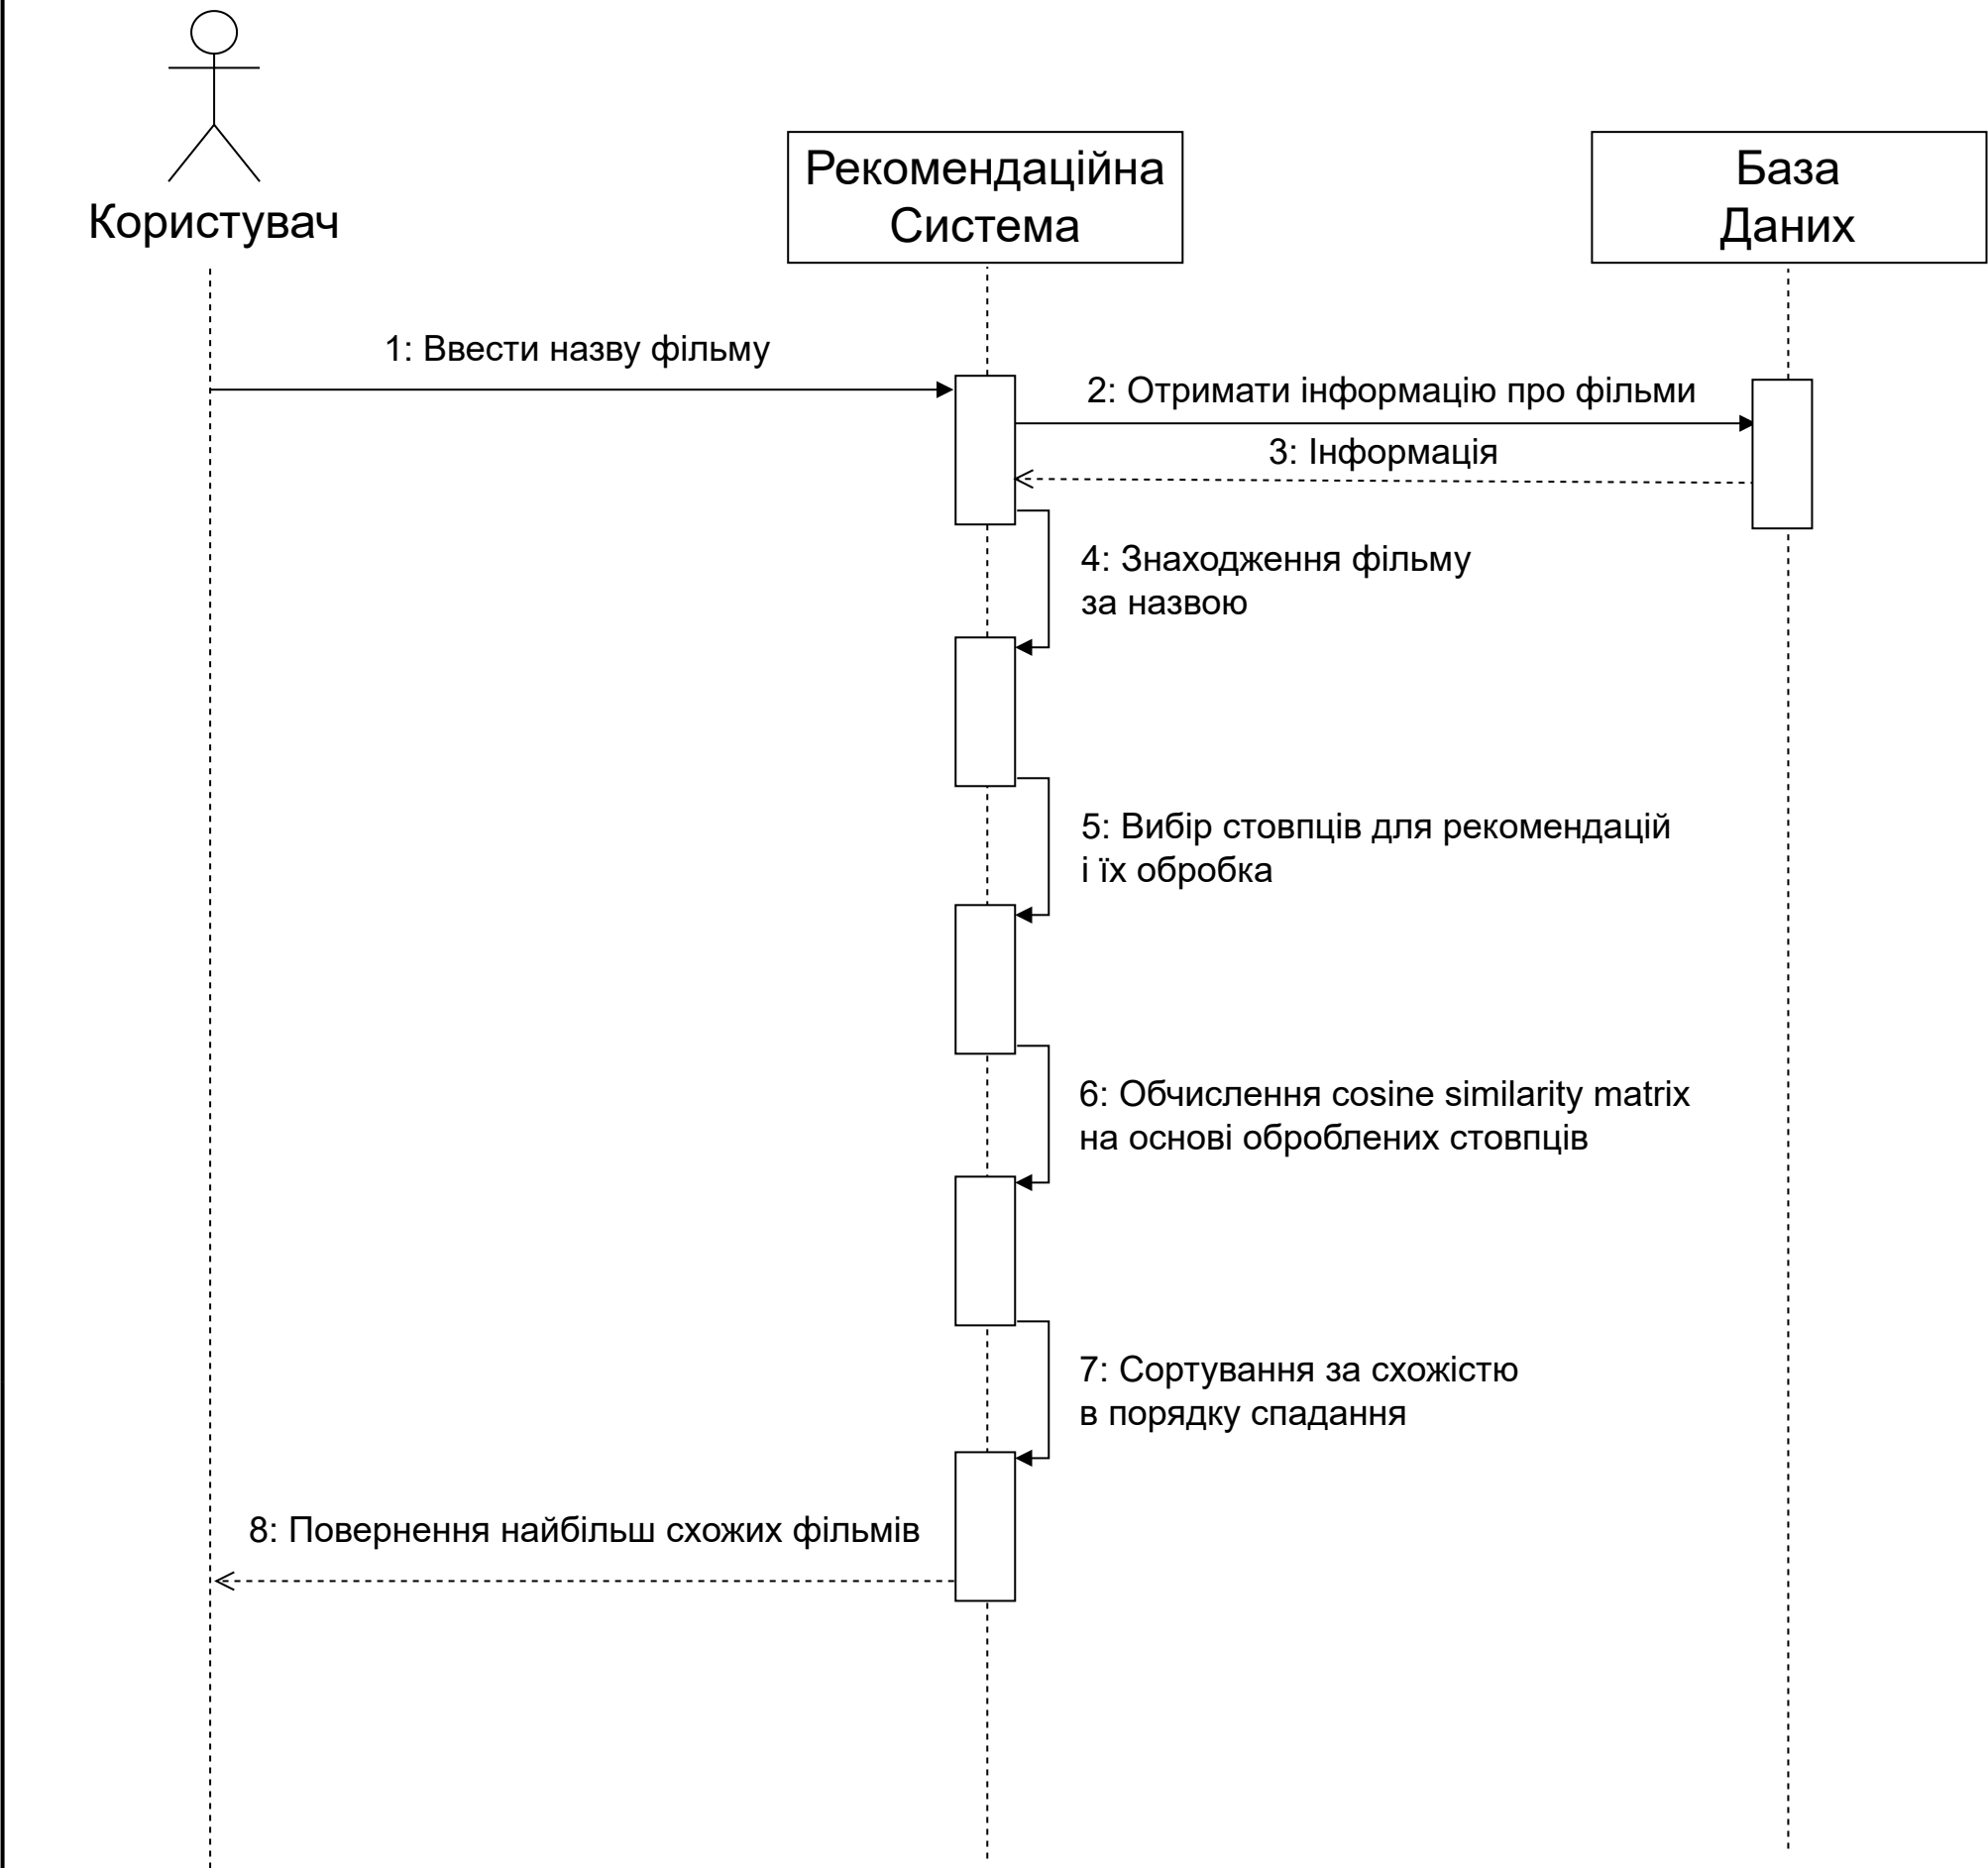 Користувач
Рекомендаційна
Система
База
Даних
1: Ввести назву фільму
2: Отримати інформацію про фільми
3: Інформація
4: Знаходження фільму
за назвою
5: Вибір стовпців для рекомендацій
і їх обробка
6: Обчислення cosine similarity matrix
на основі оброблених стовпців
7: Сортування за схожістю
в порядку спадання
8: Повернення найбільш схожих фільмів